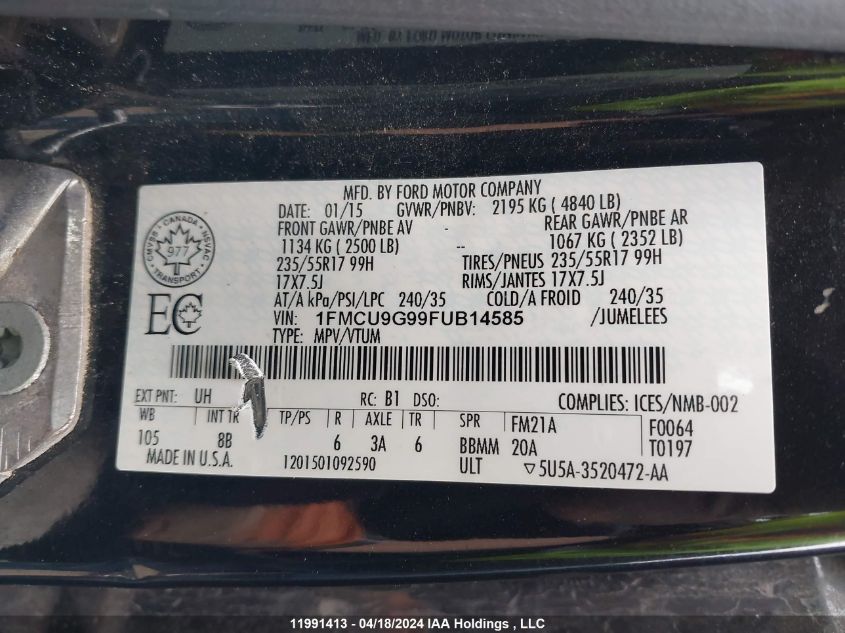 MFD. BY FORD MOTOR COMPANY
DATE: 01/15 GVWR/PNBV: 2195 KG ( 4840 LB)
FRONT GAWR/PNBE AV - REAR GAWR/PNBE AR
1134 KG ( 2500 LB) -- 1067 KG ( 2352 LB)
235/55R17 99H TIRES/PNEUS 235/55R17 99H
17X7.5J RIMS/JANTES 17X7.5J
AT/A kPa/PSI/LPC 240/35 COLD/A FROID 240/35
VIN: 1FMCU9G99FUB14585 /JUMELEES
TYPE: MPV/VTUM
CANADA
CMVSS NSVAC
977
TRANSPORT
EC
EXT PNT: UH RC: B1 DSO: COMPLIES: ICES/NMB-002
WB INT TR TP/PS R AXLE TR SPR FM21A F0064
105 8B 6 3A 6 BBMM 20A T0197
MADE IN U.S.A. 1201501092590 ULT ▽5U5A-3520472-AA
11991413 - 04/18/2024 IAA Holdings , LLC